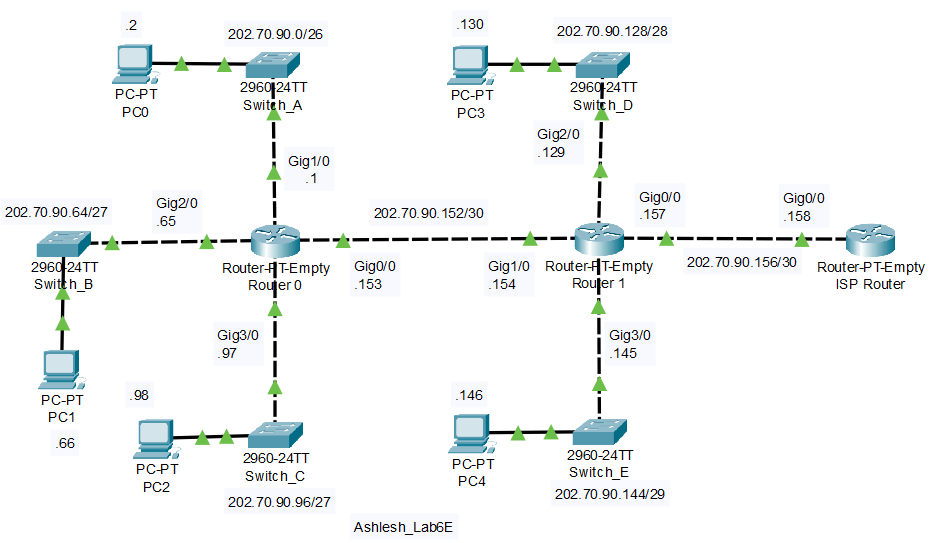 .2
202.70.90.0/26
PC-PT
PC0
2960-24TT
Switch_A
Gig1/0
.1
.130
202.70.90.128/28
PC-PT
PC3
2960-24TT
Switch_D
Gig2/0
.129
202.70.90.64/27
Gig2/0
.65
2960-24TT
Switch_B
202.70.90.152/30
Router-PT-Empty
Router 0
Gig0/0
.153
Gig1/0
.154
Router-PT-Empty
Router 1
Gig0/0
.157
Gig0/0
.158
202.70.90.156/30
Router-PT-Empty
ISP Router
PC-PT
PC1
.66
Gig3/0
.97
.98
PC-PT
PC2
2960-24TT
Switch_C
202.70.90.96/27
Gig3/0
.145
.146
PC-PT
PC4
2960-24TT
Switch_E
202.70.90.144/29
Ashlesh_Lab6E